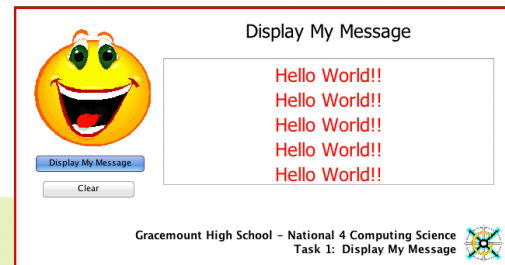 Display My Message
Hello World!!
Hello World!!
Hello World!!
Hello World!!
Hello World!!
Display My Message
Clear
Gracemount High School – National 4 Computing Science
Task 1: Display My Message